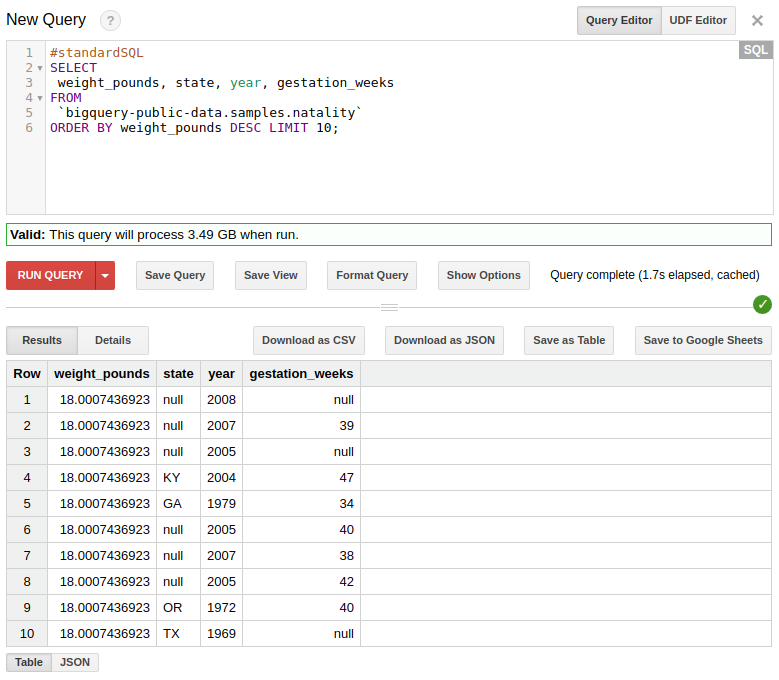 New Query ? Query Editor UDF Editor ×
SQL
1 #standardSQL
2 SELECT
3 weight_pounds, state, year, gestation_weeks
4 FROM
5 `bigquery-public-data.samples.natality`
6 ORDER BY weight_pounds DESC LIMIT 10;
Valid: This query will process 3.49 GB when run.
RUN QUERY Save Query Save View Format Query Show Options Query complete (1.7s elapsed, cached)
Results Details Download as CSV Download as JSON Save as Table Save to Google Sheets
Row weight_pounds state year gestation_weeks
1 18.0007436923 null 2008 null
2 18.0007436923 null 2007 39
3 18.0007436923 null 2005 null
4 18.0007436923 KY 2004 47
5 18.0007436923 GA 1979 34
6 18.0007436923 null 2005 40
7 18.0007436923 null 2007 38
8 18.0007436923 null 2005 42
9 18.0007436923 OR 1972 40
10 18.0007436923 TX 1969 null
Table JSON